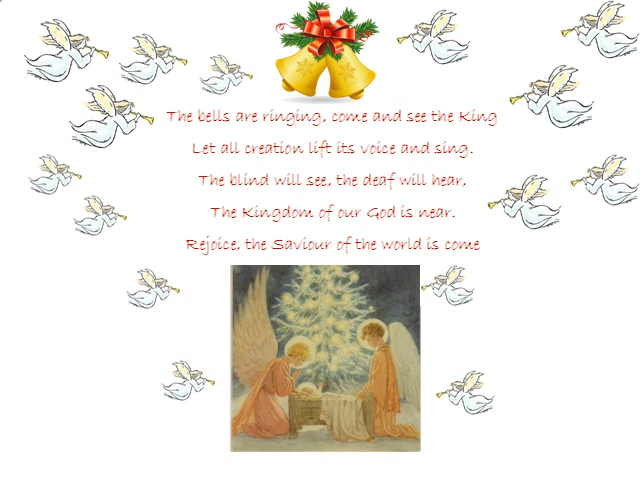 The bells are ringing, come and see the King
Let all creation lift its voice and sing.
The blind will see, the deaf will hear,
The Kingdom of our God is near.
Rejoice, the Saviour of the world is come